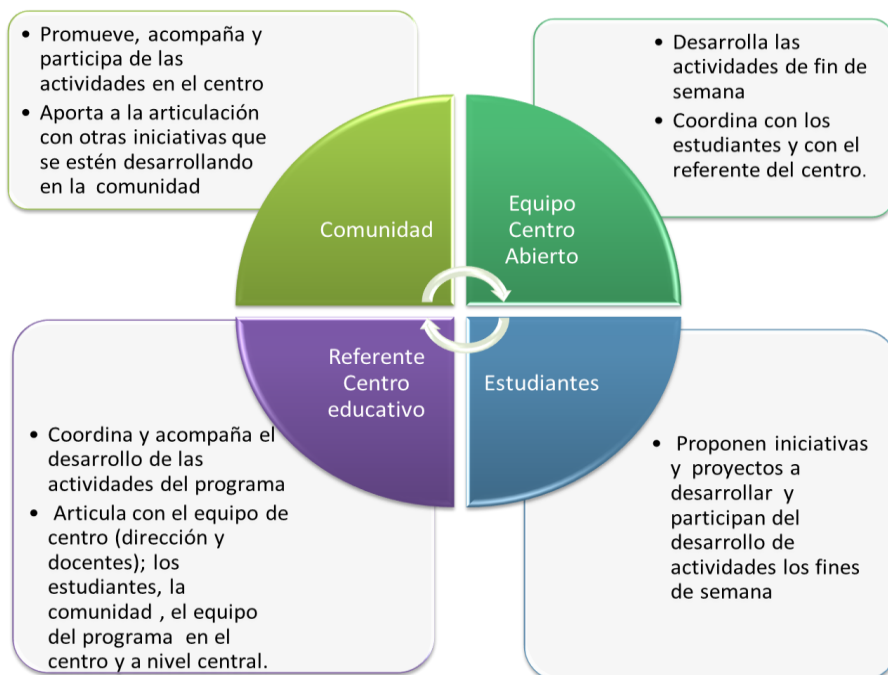 • Promueve, acompaña y
participa de las
actividades en el centro
• Aporta a la articulación
con otras iniciativas que
se estén desarrollando
en la comunidad
• Desarrolla las
actividades de fin de
semana
• Coordina con los
estudiantes y con el
referente del centro.
Comunidad
Equipo
Centro
Abierto
Referente
Centro
educativo
Estudiantes
• Coordina y acompaña el
desarrollo de las
actividades del programa
• Articula con el equipo de
centro (dirección y
docentes); los
estudiantes, la
comunidad , el equipo
del programa en el
centro y a nivel central.
• Proponen iniciativas
y proyectos a
desarrollar y
participan del
desarrollo de
actividades los fines
de semana